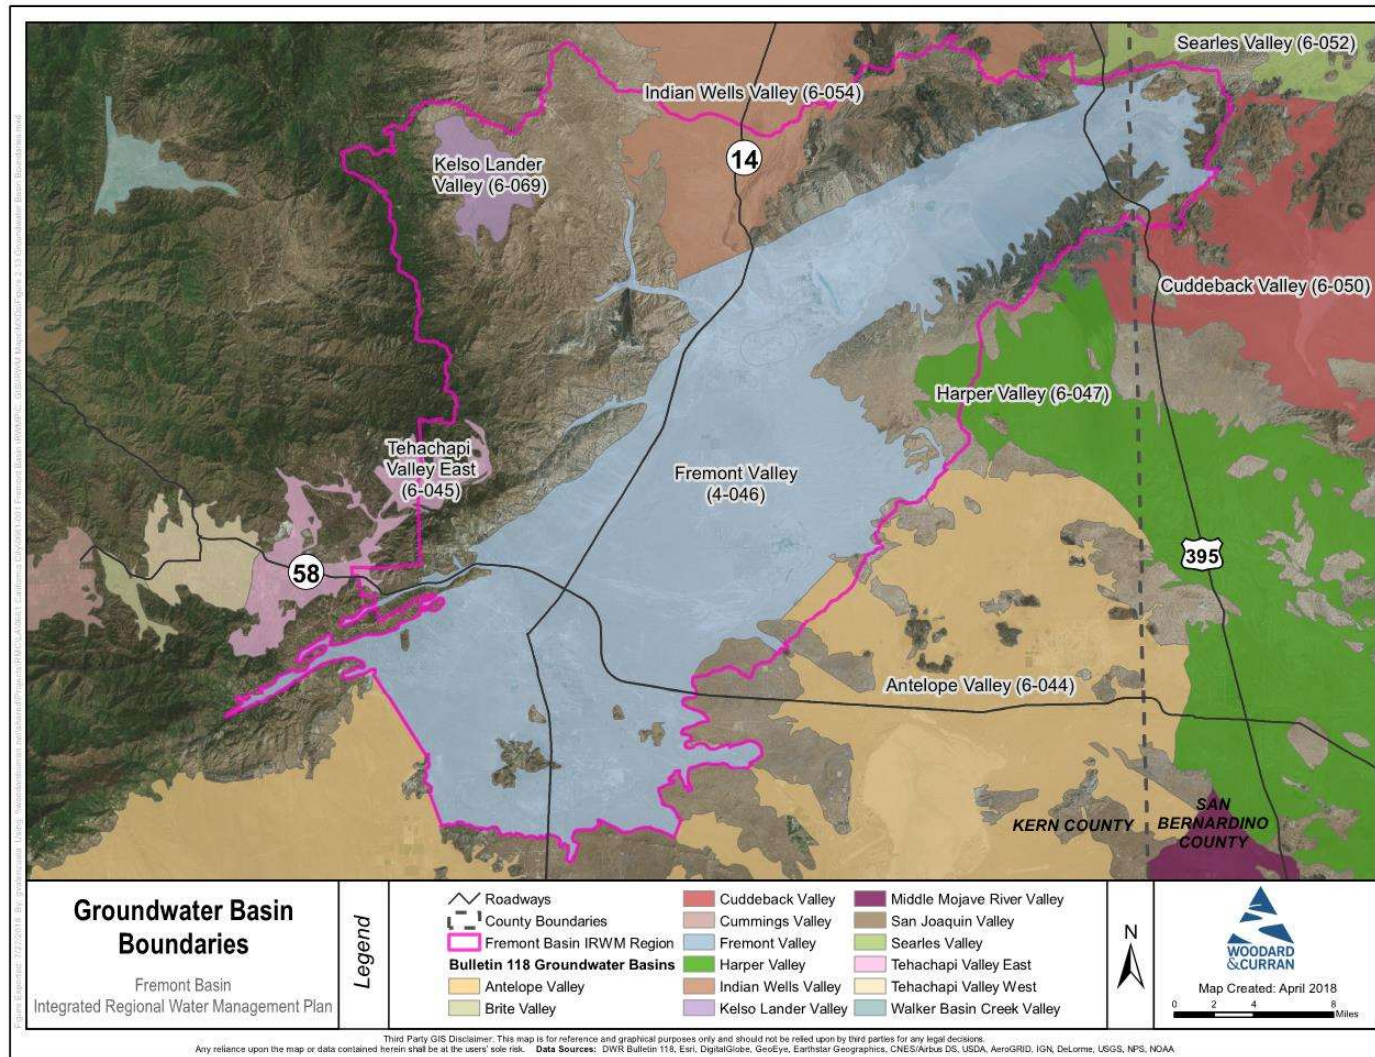 Searles Valley (6-052)
Indian Wells Valley (6-054)
14
Kelso Lander
Valley (6-069)
Cuddeback Valley (6-050)
Harper Valley (6-047)
Tehachapi
Valley East
(6-045)
Fremont Valley
(4-046)
58
395
Antelope Valley (6-044)
KERN COUNTY
SAN
BERNARDINO
COUNTY
Groundwater Basin
Boundaries
Fremont Basin
Integrated Regional Water Management Plan
Legend
Roadways
County Boundaries
Fremont Basin IRWM Region
Bulletin 118 Groundwater Basins
Antelope Valley
Brite Valley
Cuddeback Valley
Cummings Valley
Fremont Valley
Harper Valley
Indian Wells Valley
Kelso Lander Valley
Middle Mojave River Valley
San Joaquin Valley
Searles Valley
Tehachapi Valley East
Tehachapi Valley West
Walker Basin Creek Valley
N
WOODARD
&CURRAN
Map Created: April 2018
0 2 4 8
Miles
Third Party GIS Disclaimer: This map is for reference and graphical purposes only and should not be relied upon by third parties for any legal decisions.
Any reliance upon the map or data contained herein shall be at the users' sole risk. Data Sources: DWR Bulletin 118, Esri, DigitalGlobe, GeoEye, Earthstar Geographics, CNES/Airbus DS, USDA, AeroGRID, IGN, DeLorme, USGS, NPS, NOAA